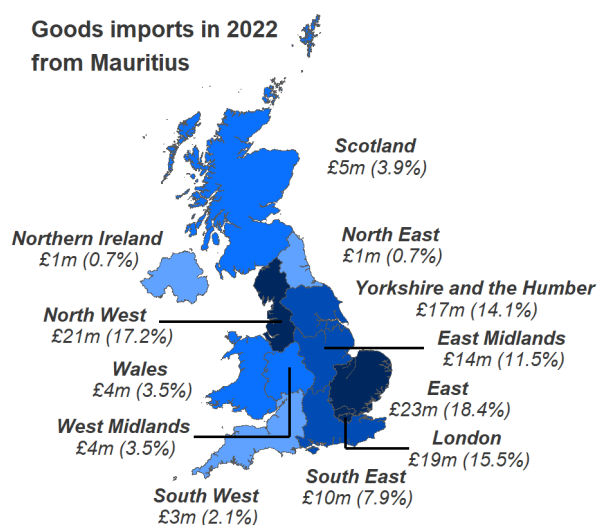 Goods imports in 2022
from Mauritius
Scotland
£5m (3.9%)
Northern Ireland
£1m (0.7%)
North East
£1m (0.7%)
Yorkshire and the Humber
£17m (14.1%)
North West
£21m (17.2%)
East Midlands
£14m (11.5%)
Wales
£4m (3.5%)
East
£23m (18.4%)
West Midlands
£4m (3.5%)
London
£19m (15.5%)
South East
£10m (7.9%)
South West
£3m (2.1%)